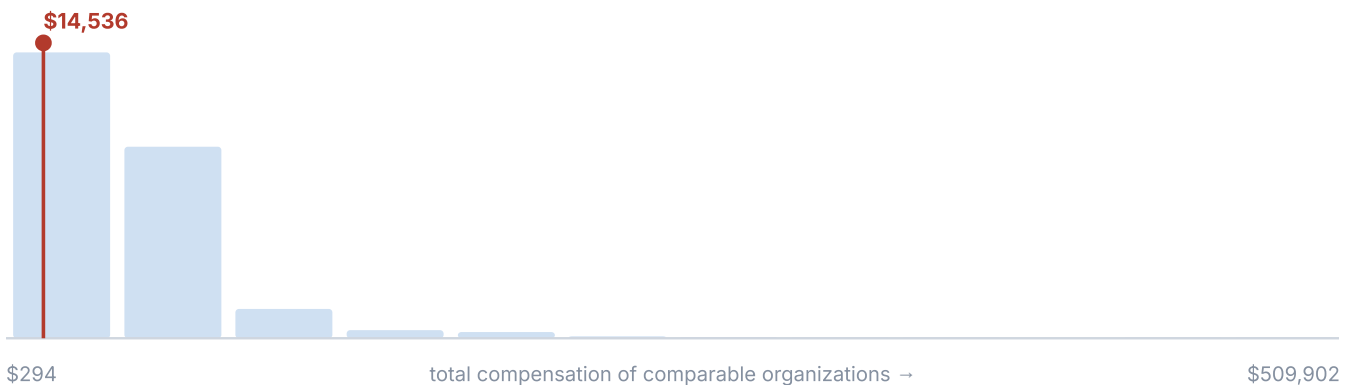 $14,536
$294
total compensation of comparable organizations →
$509,902